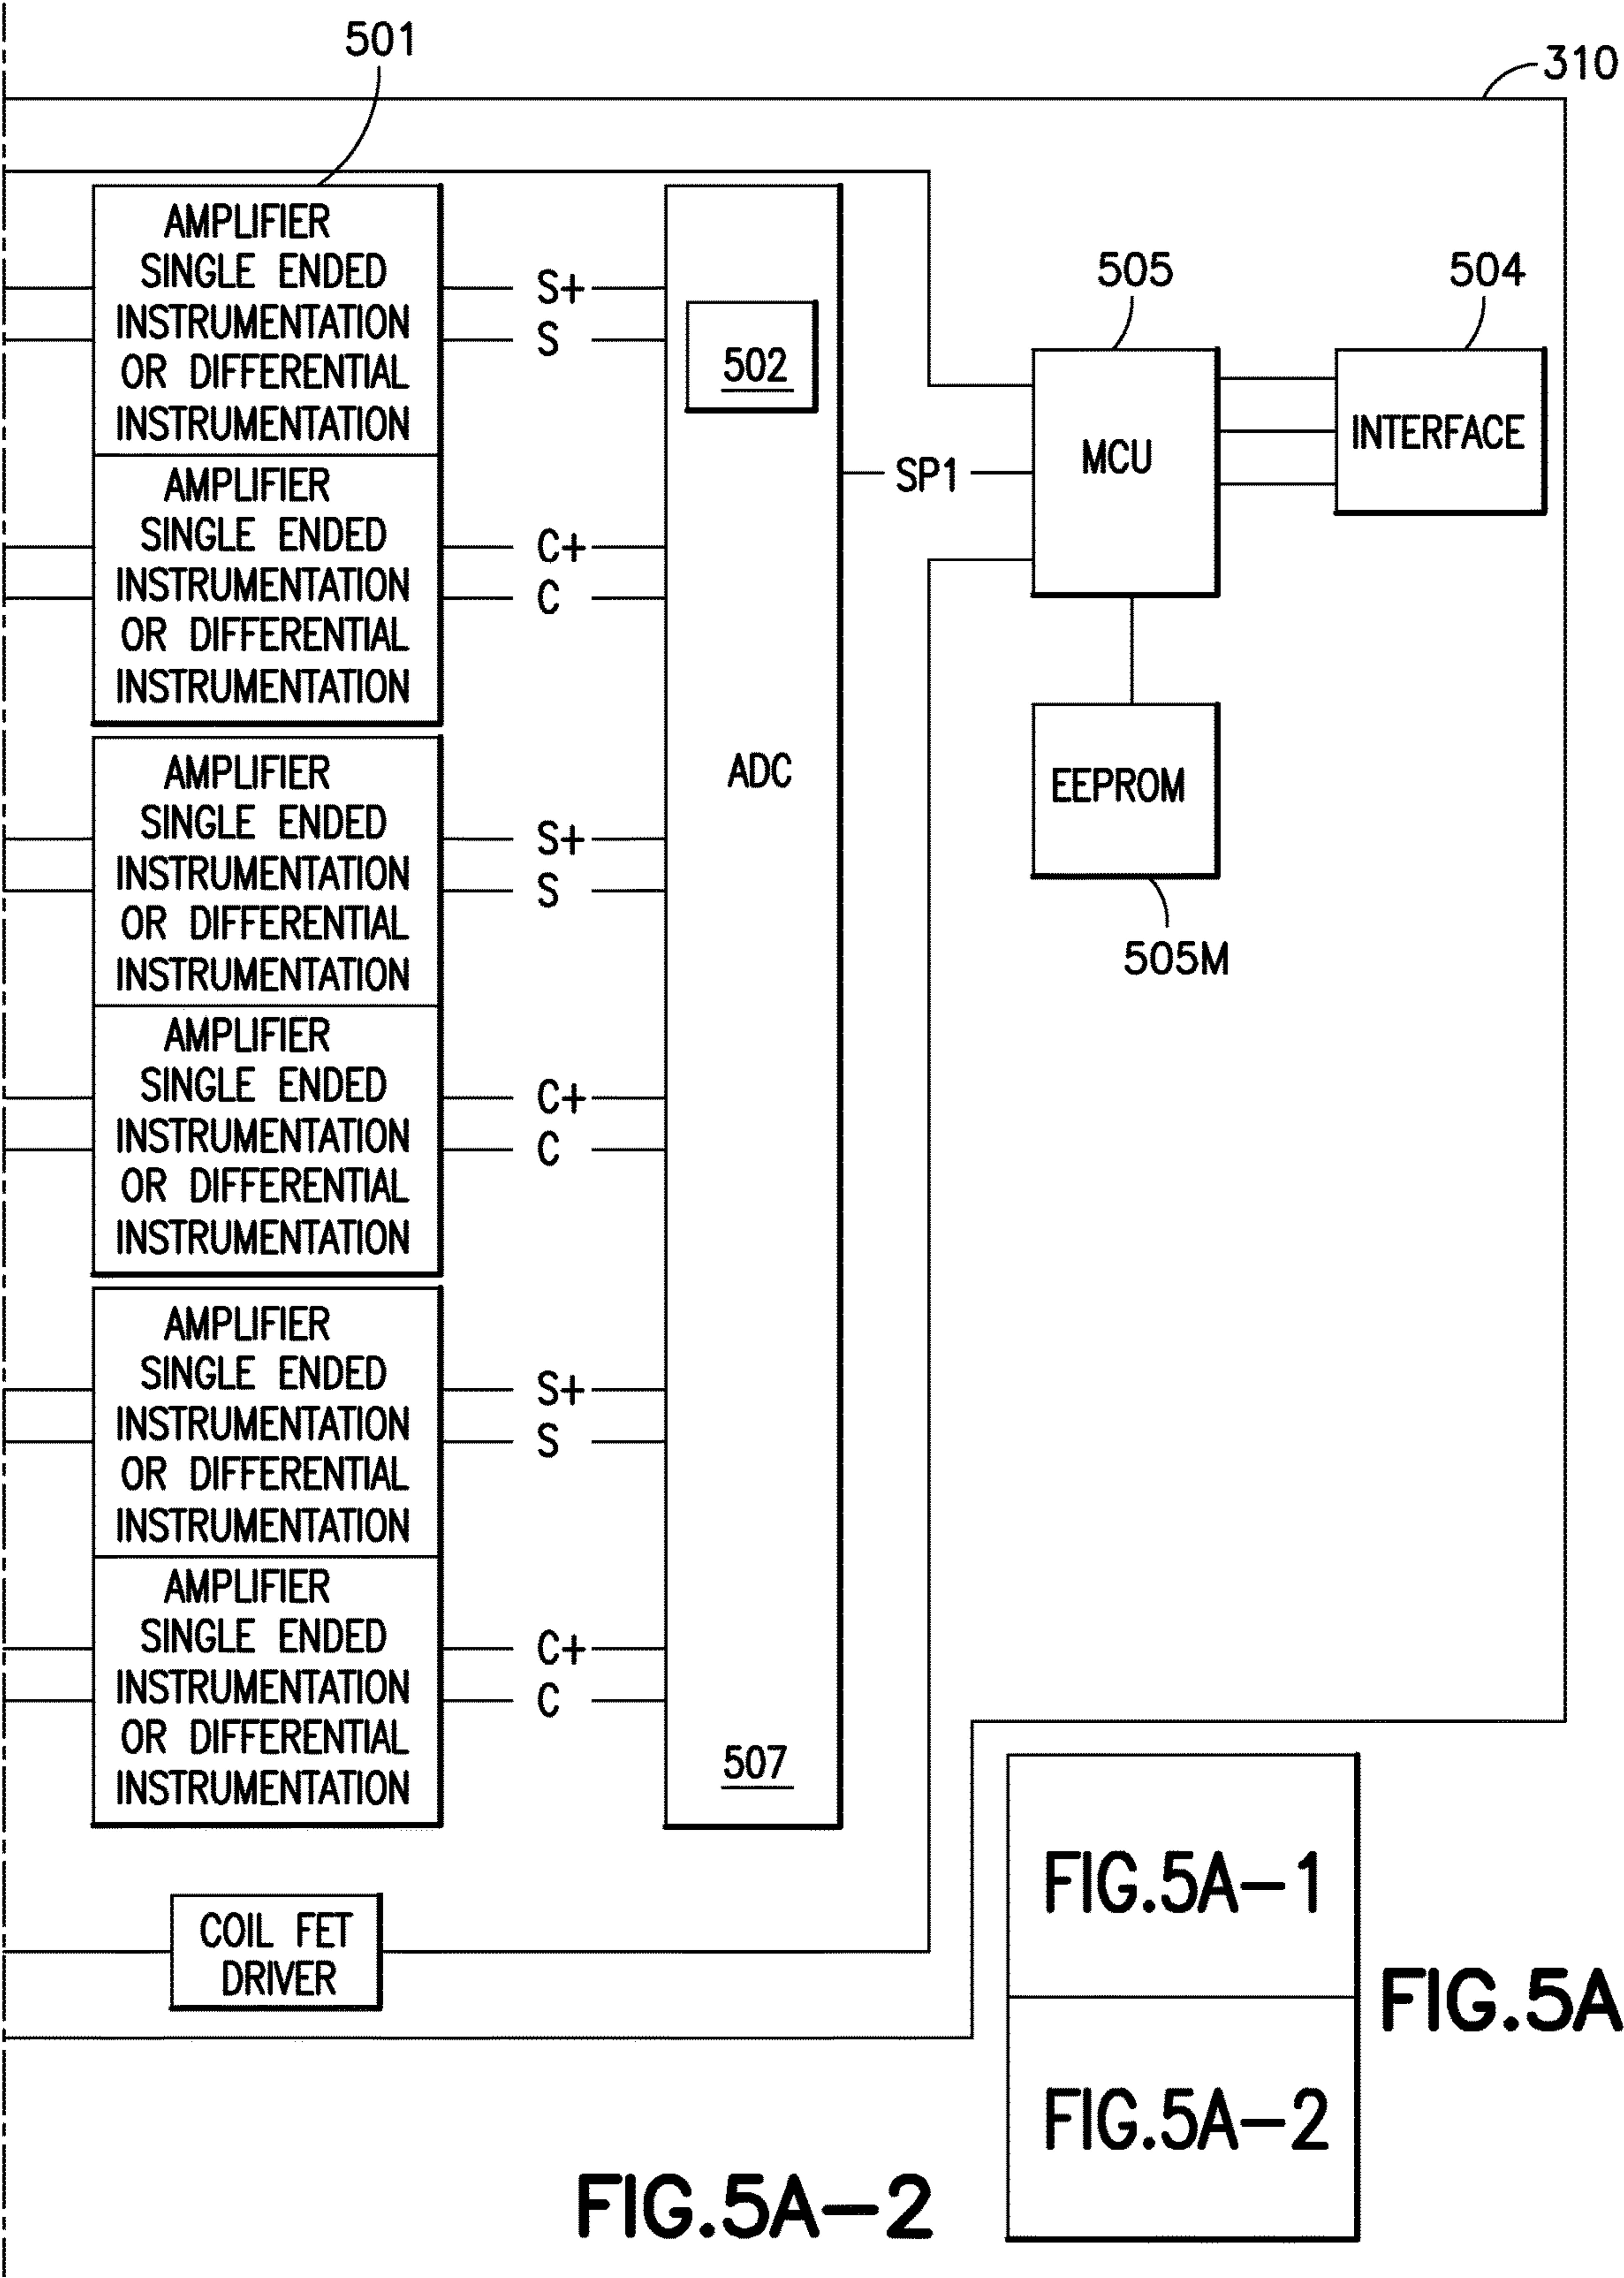 501
310
AMPLIFIER
SINGLE ENDED
INSTRUMENTATION
OR DIFFERENTIAL
INSTRUMENTATION
S+
S
AMPLIFIER
SINGLE ENDED
INSTRUMENTATION
OR DIFFERENTIAL
INSTRUMENTATION
C+
C
AMPLIFIER
SINGLE ENDED
INSTRUMENTATION
OR DIFFERENTIAL
INSTRUMENTATION
S+
S
AMPLIFIER
SINGLE ENDED
INSTRUMENTATION
OR DIFFERENTIAL
INSTRUMENTATION
C+
C
AMPLIFIER
SINGLE ENDED
INSTRUMENTATION
OR DIFFERENTIAL
INSTRUMENTATION
S+
S
AMPLIFIER
SINGLE ENDED
INSTRUMENTATION
OR DIFFERENTIAL
INSTRUMENTATION
C+
C
502
ADC
507
SP1
505
MCU
504
INTERFACE
EEPROM
505M
COIL FET
DRIVER
FIG.5A-1
FIG.5A-2
FIG.5A
FIG.5A-2